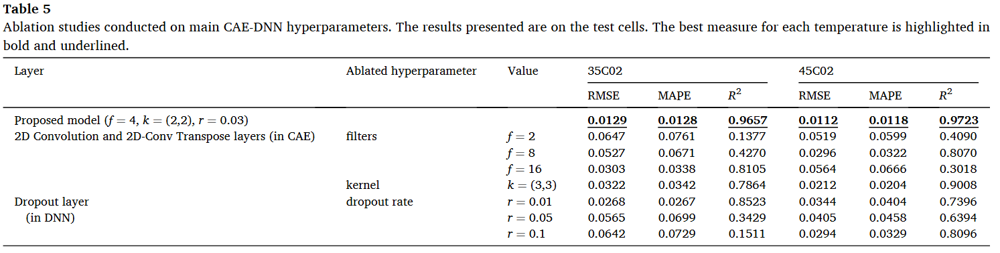 Table 5
Ablation studies conducted on main CAE-DNN hyperparameters. The results presented are on the test cells. The best measure for each temperature is highlighted in
bold and underlined.
Layer Ablated hyperparameter Value 35C02 45C02
RMSE MAPE R² RMSE MAPE R²
Proposed model (f = 4, k = (2,2), r = 0.03) 0.0129 0.0128 0.9657 0.0112 0.0118 0.9723
2D Convolution and 2D-Conv Transpose layers (in CAE) filters f = 2 0.0647 0.0761 0.1377 0.0519 0.0599 0.4090
f = 8 0.0527 0.0671 0.4270 0.0296 0.0322 0.8070
f = 16 0.0303 0.0338 0.8105 0.0564 0.0666 0.3018
kernel k = (3,3) 0.0322 0.0342 0.7864 0.0212 0.0204 0.9008
Dropout layer dropout rate r = 0.01 0.0268 0.0267 0.8523 0.0344 0.0404 0.7396
(in DNN) r = 0.05 0.0565 0.0699 0.3429 0.0405 0.0458 0.6394
r = 0.1 0.0642 0.0729 0.1511 0.0294 0.0329 0.8096